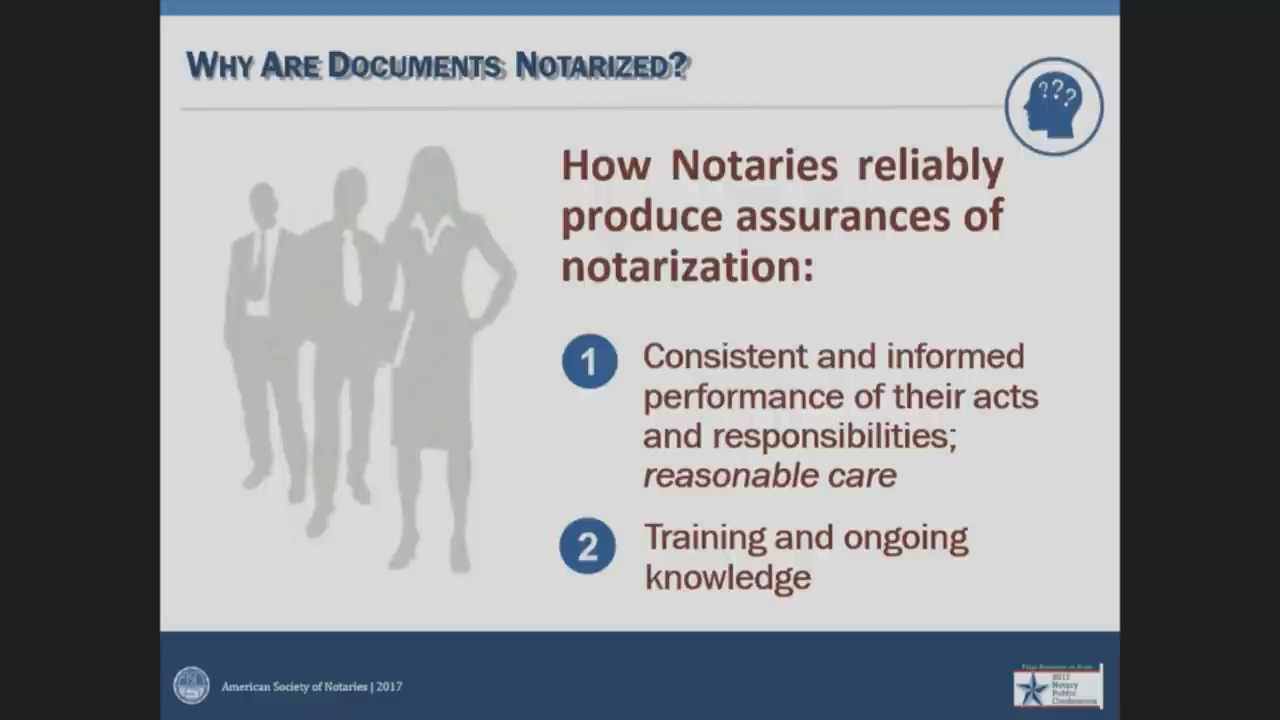 WHY ARE DOCUMENTS NOTARIZED?
???
How Notaries reliably
produce assurances of
notarization:
1
Consistent and informed
performance of their acts
and responsibilities;
reasonable care
2
Training and ongoing
knowledge
American Society of Notaries | 2017
2017
Notary
Public
Conference